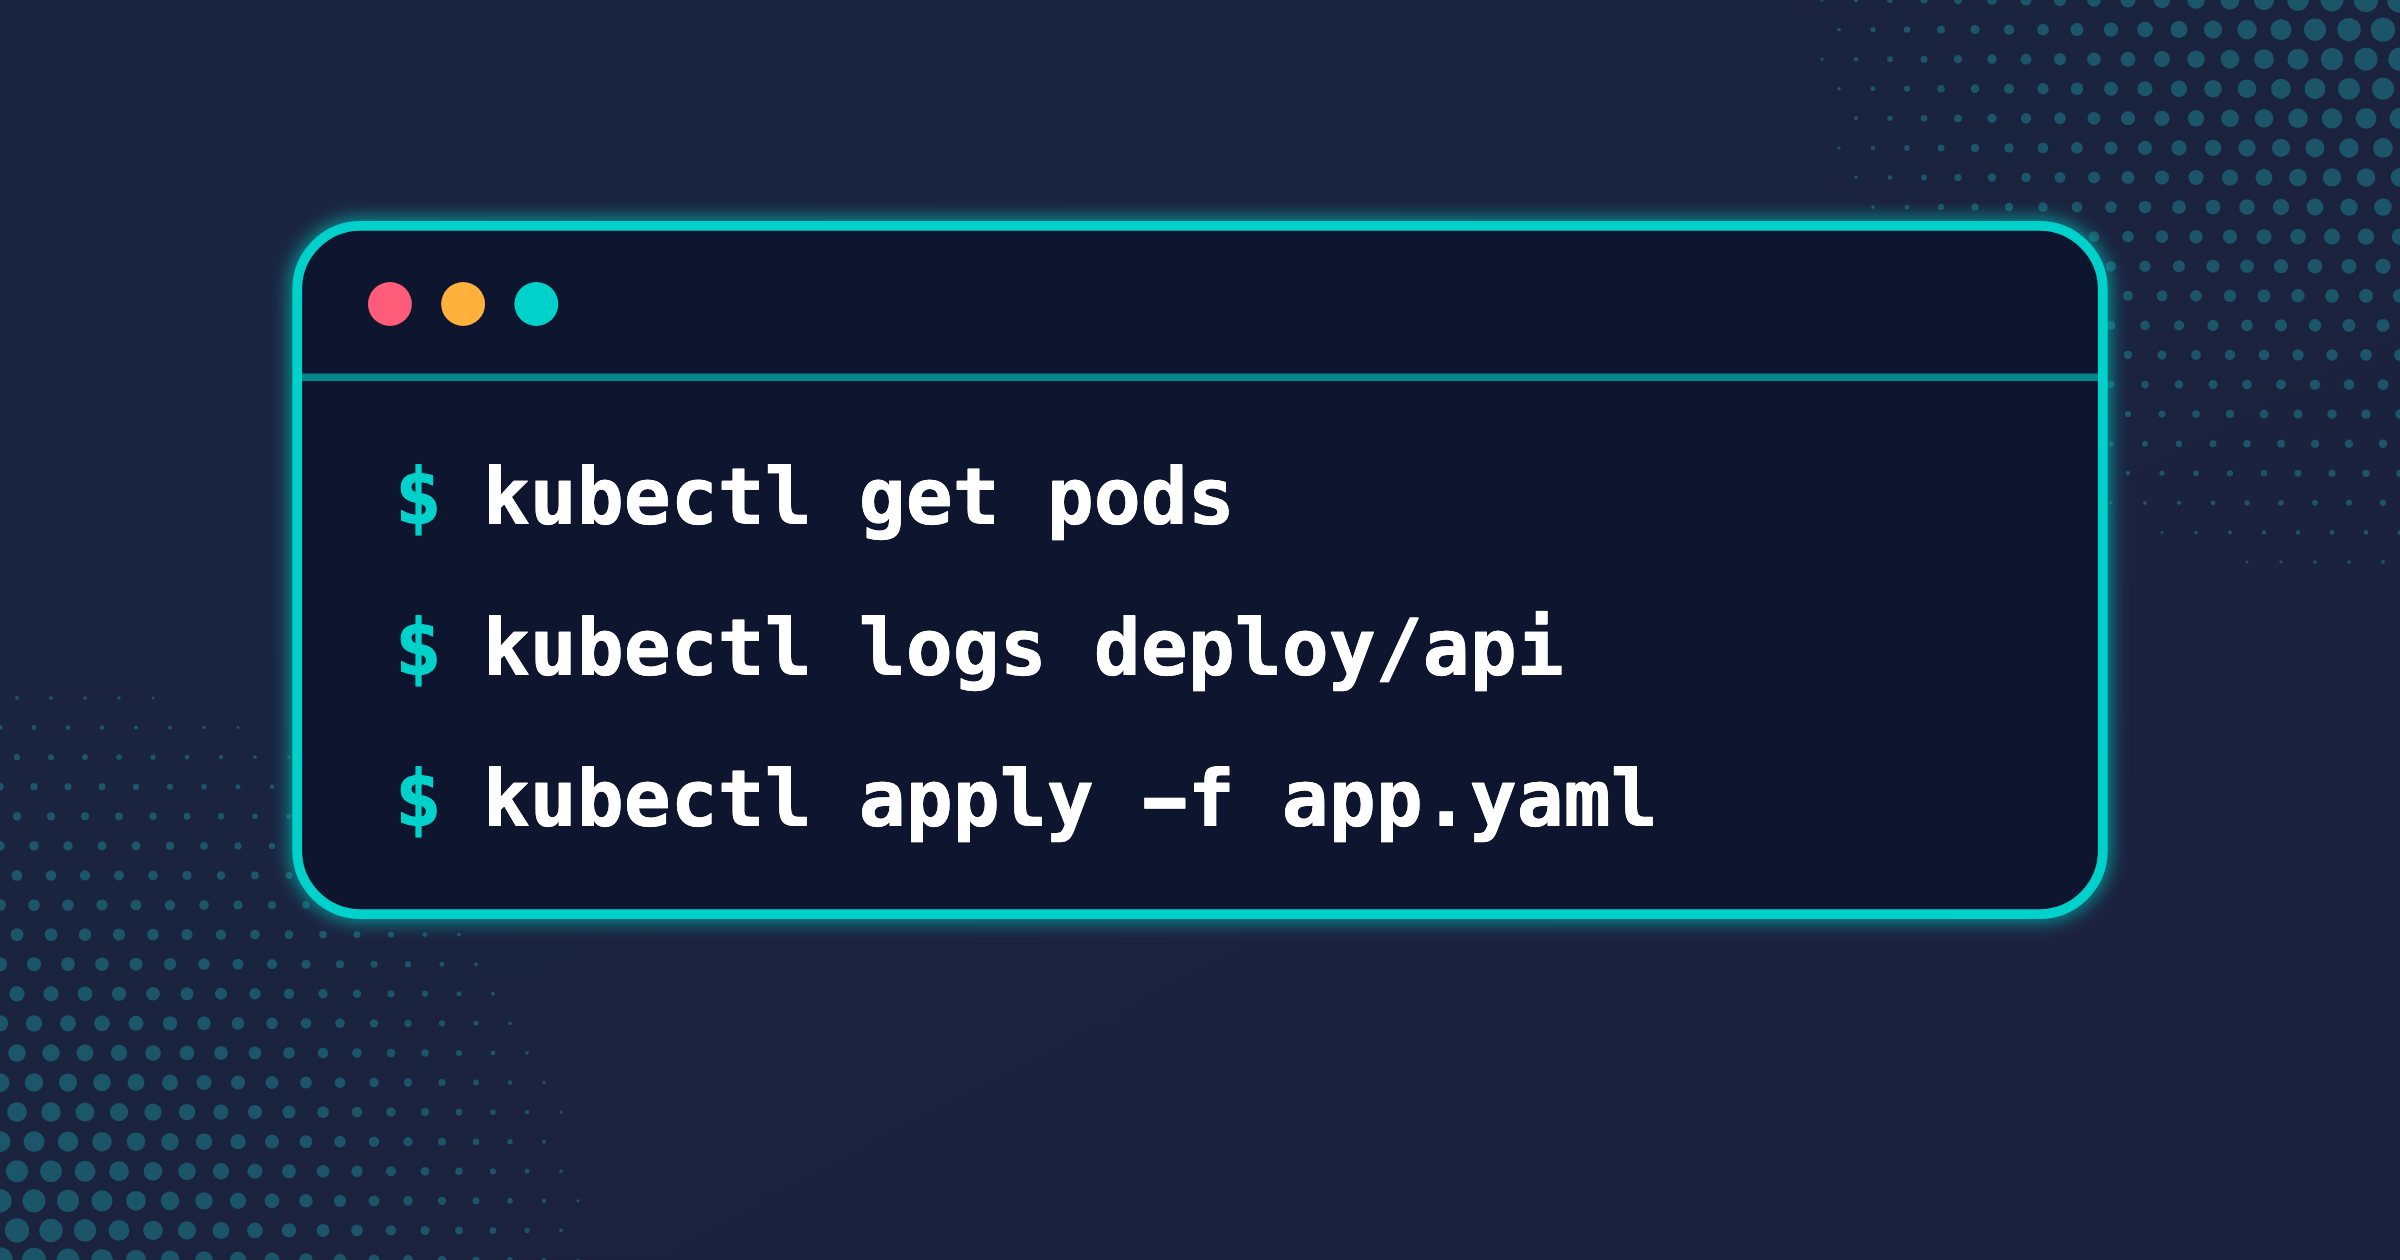 $ kubectl get pods
$ kubectl logs deploy/api
$ kubectl apply –f app.yaml